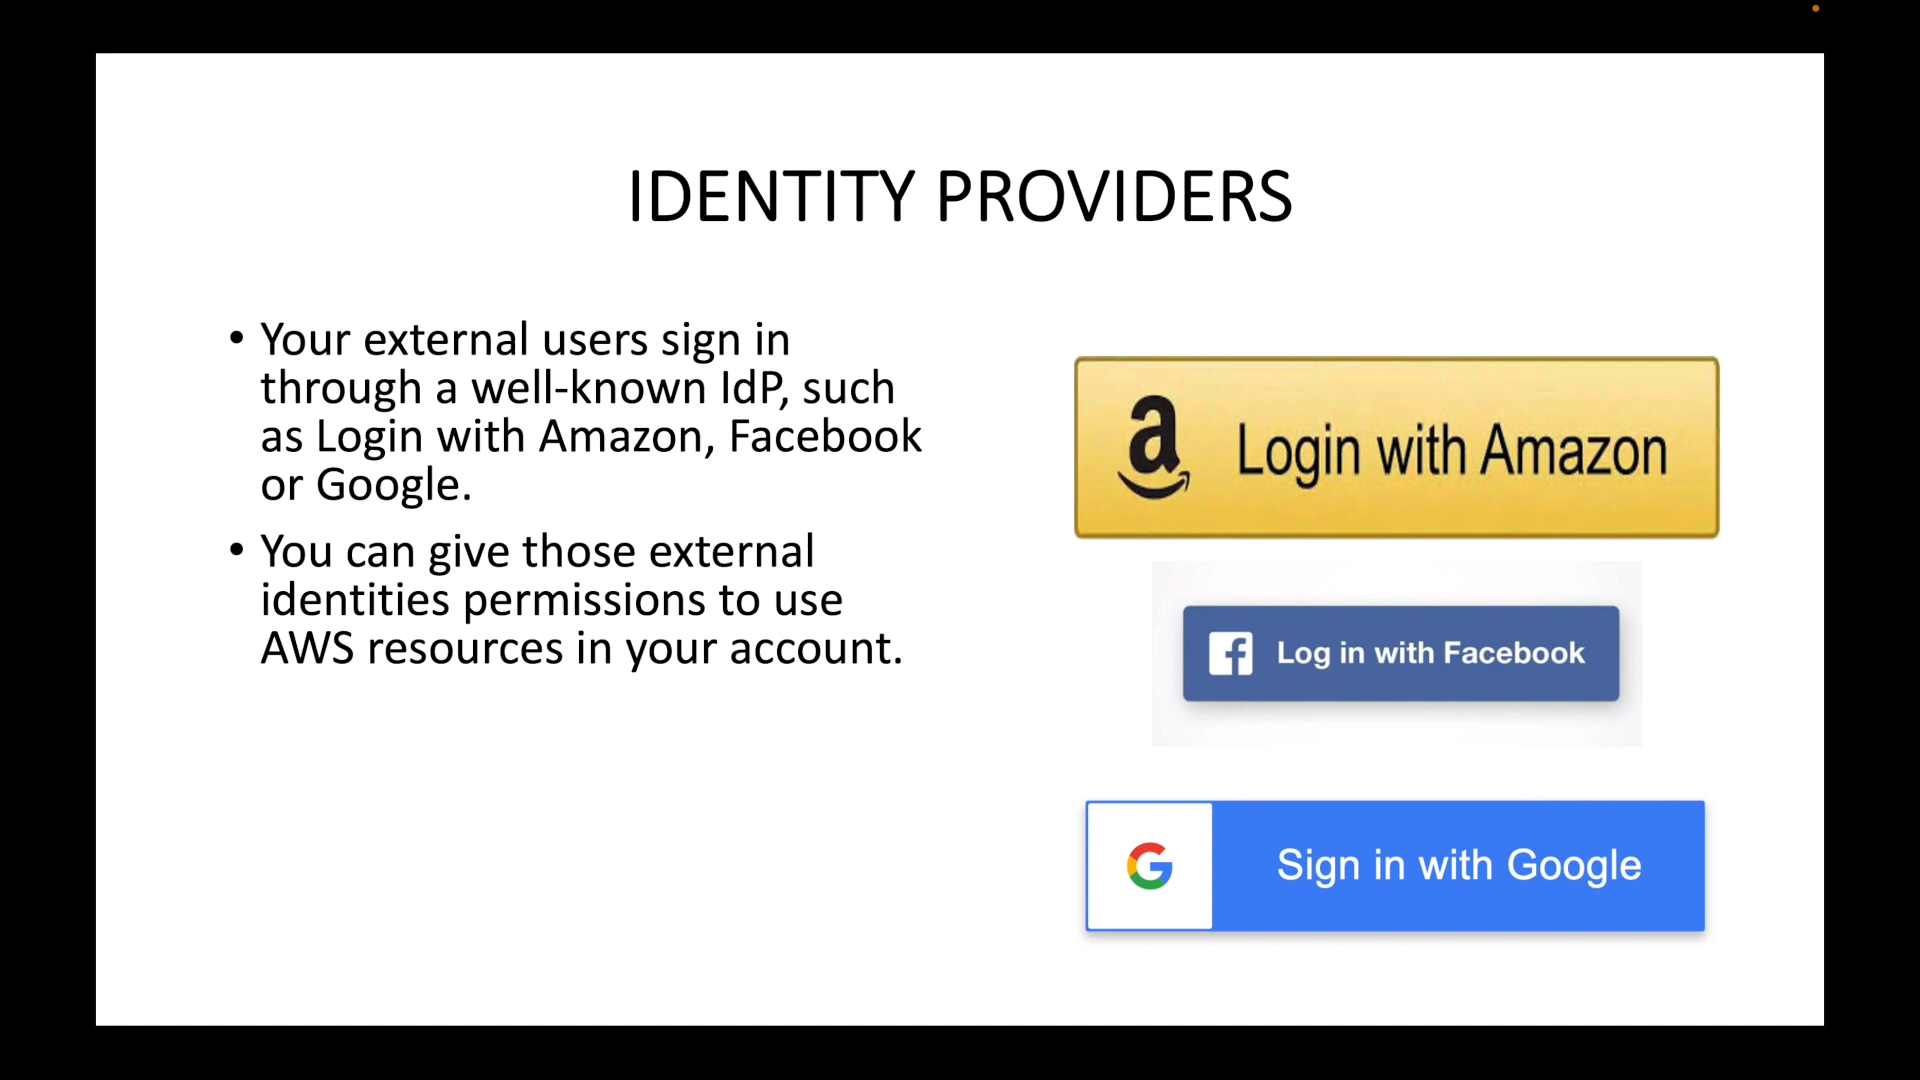 IDENTITY PROVIDERS
• Your external users sign in
through a well-known IdP, such
as Login with Amazon, Facebook
or Google.
• You can give those external
identities permissions to use
AWS resources in your account.
Login with Amazon
Log in with Facebook
Sign in with Google